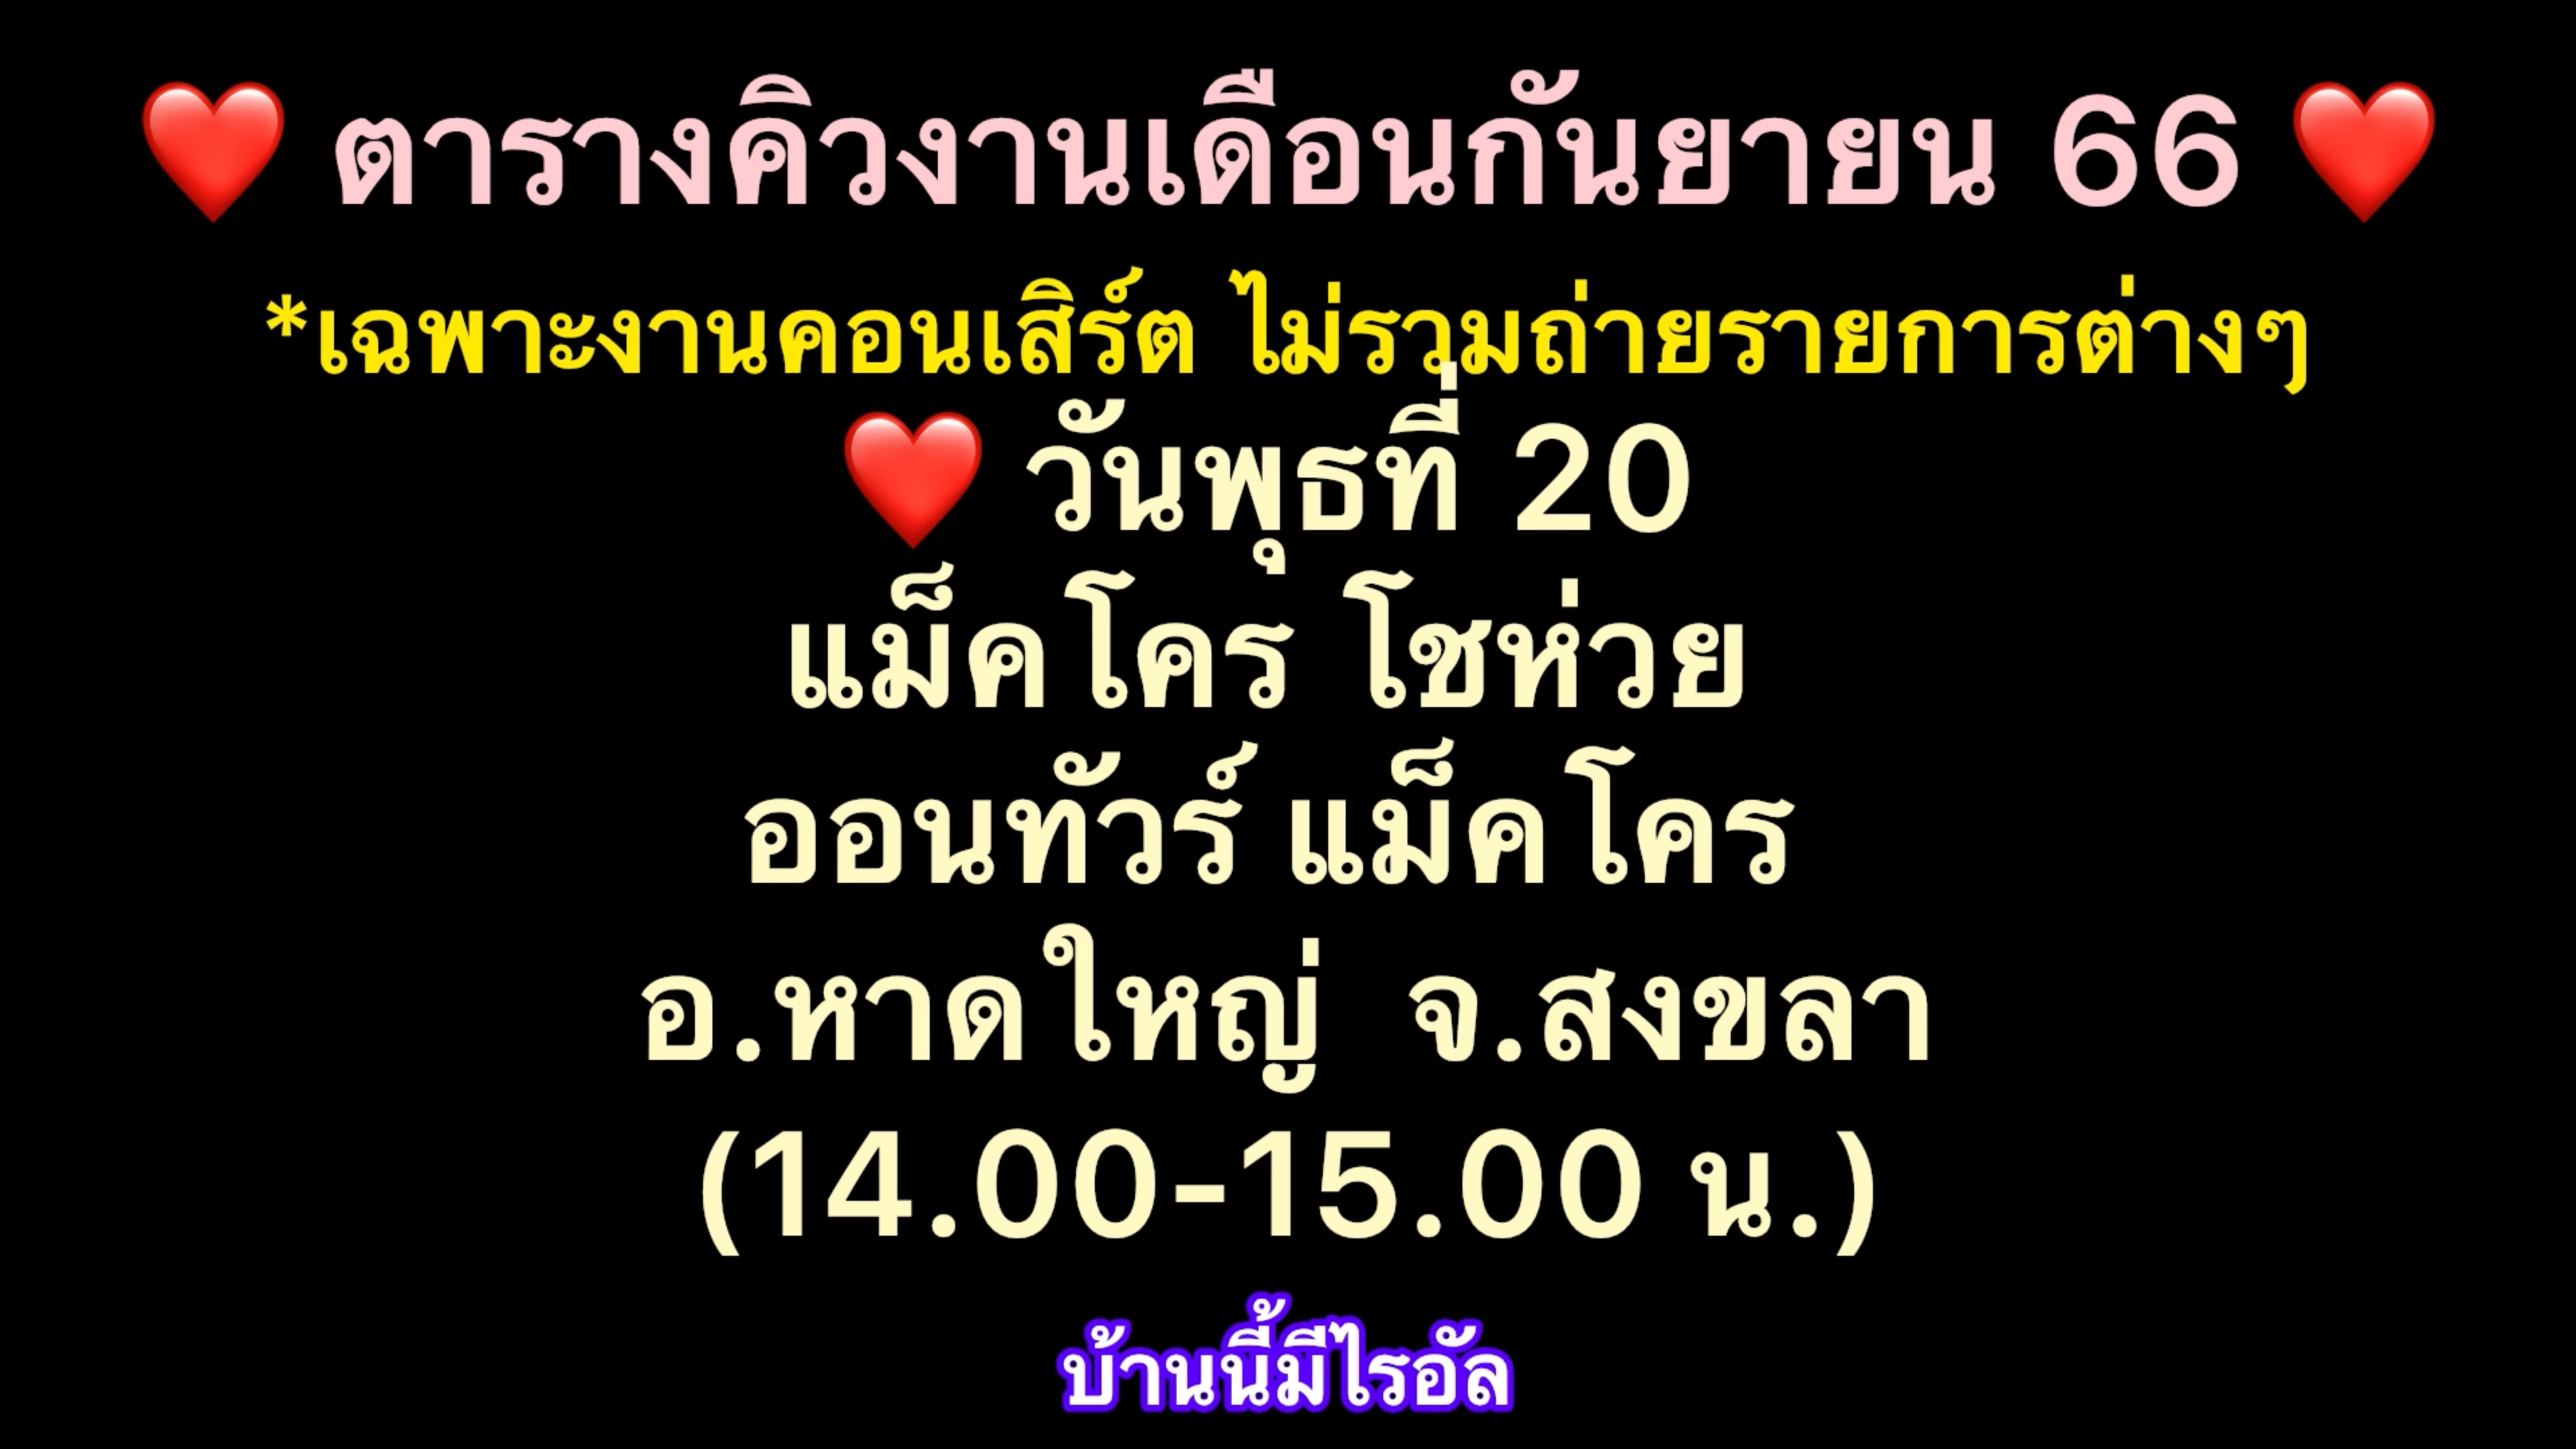 ❤️ ตารางคิวงานเดือนกันยายน 66 ❤️
*เฉพาะงานคอนเสิร์ต ไม่รวมถ่ายรายการต่างๆ
❤️ วันพุธที่ 20
แม็คโคร โชห่วย
ออนทัวร์ แม็คโคร
อ.หาดใหญ่ จ.สงขลา
(14.00-15.00 น.)
บ้านนี้มีไรอัล